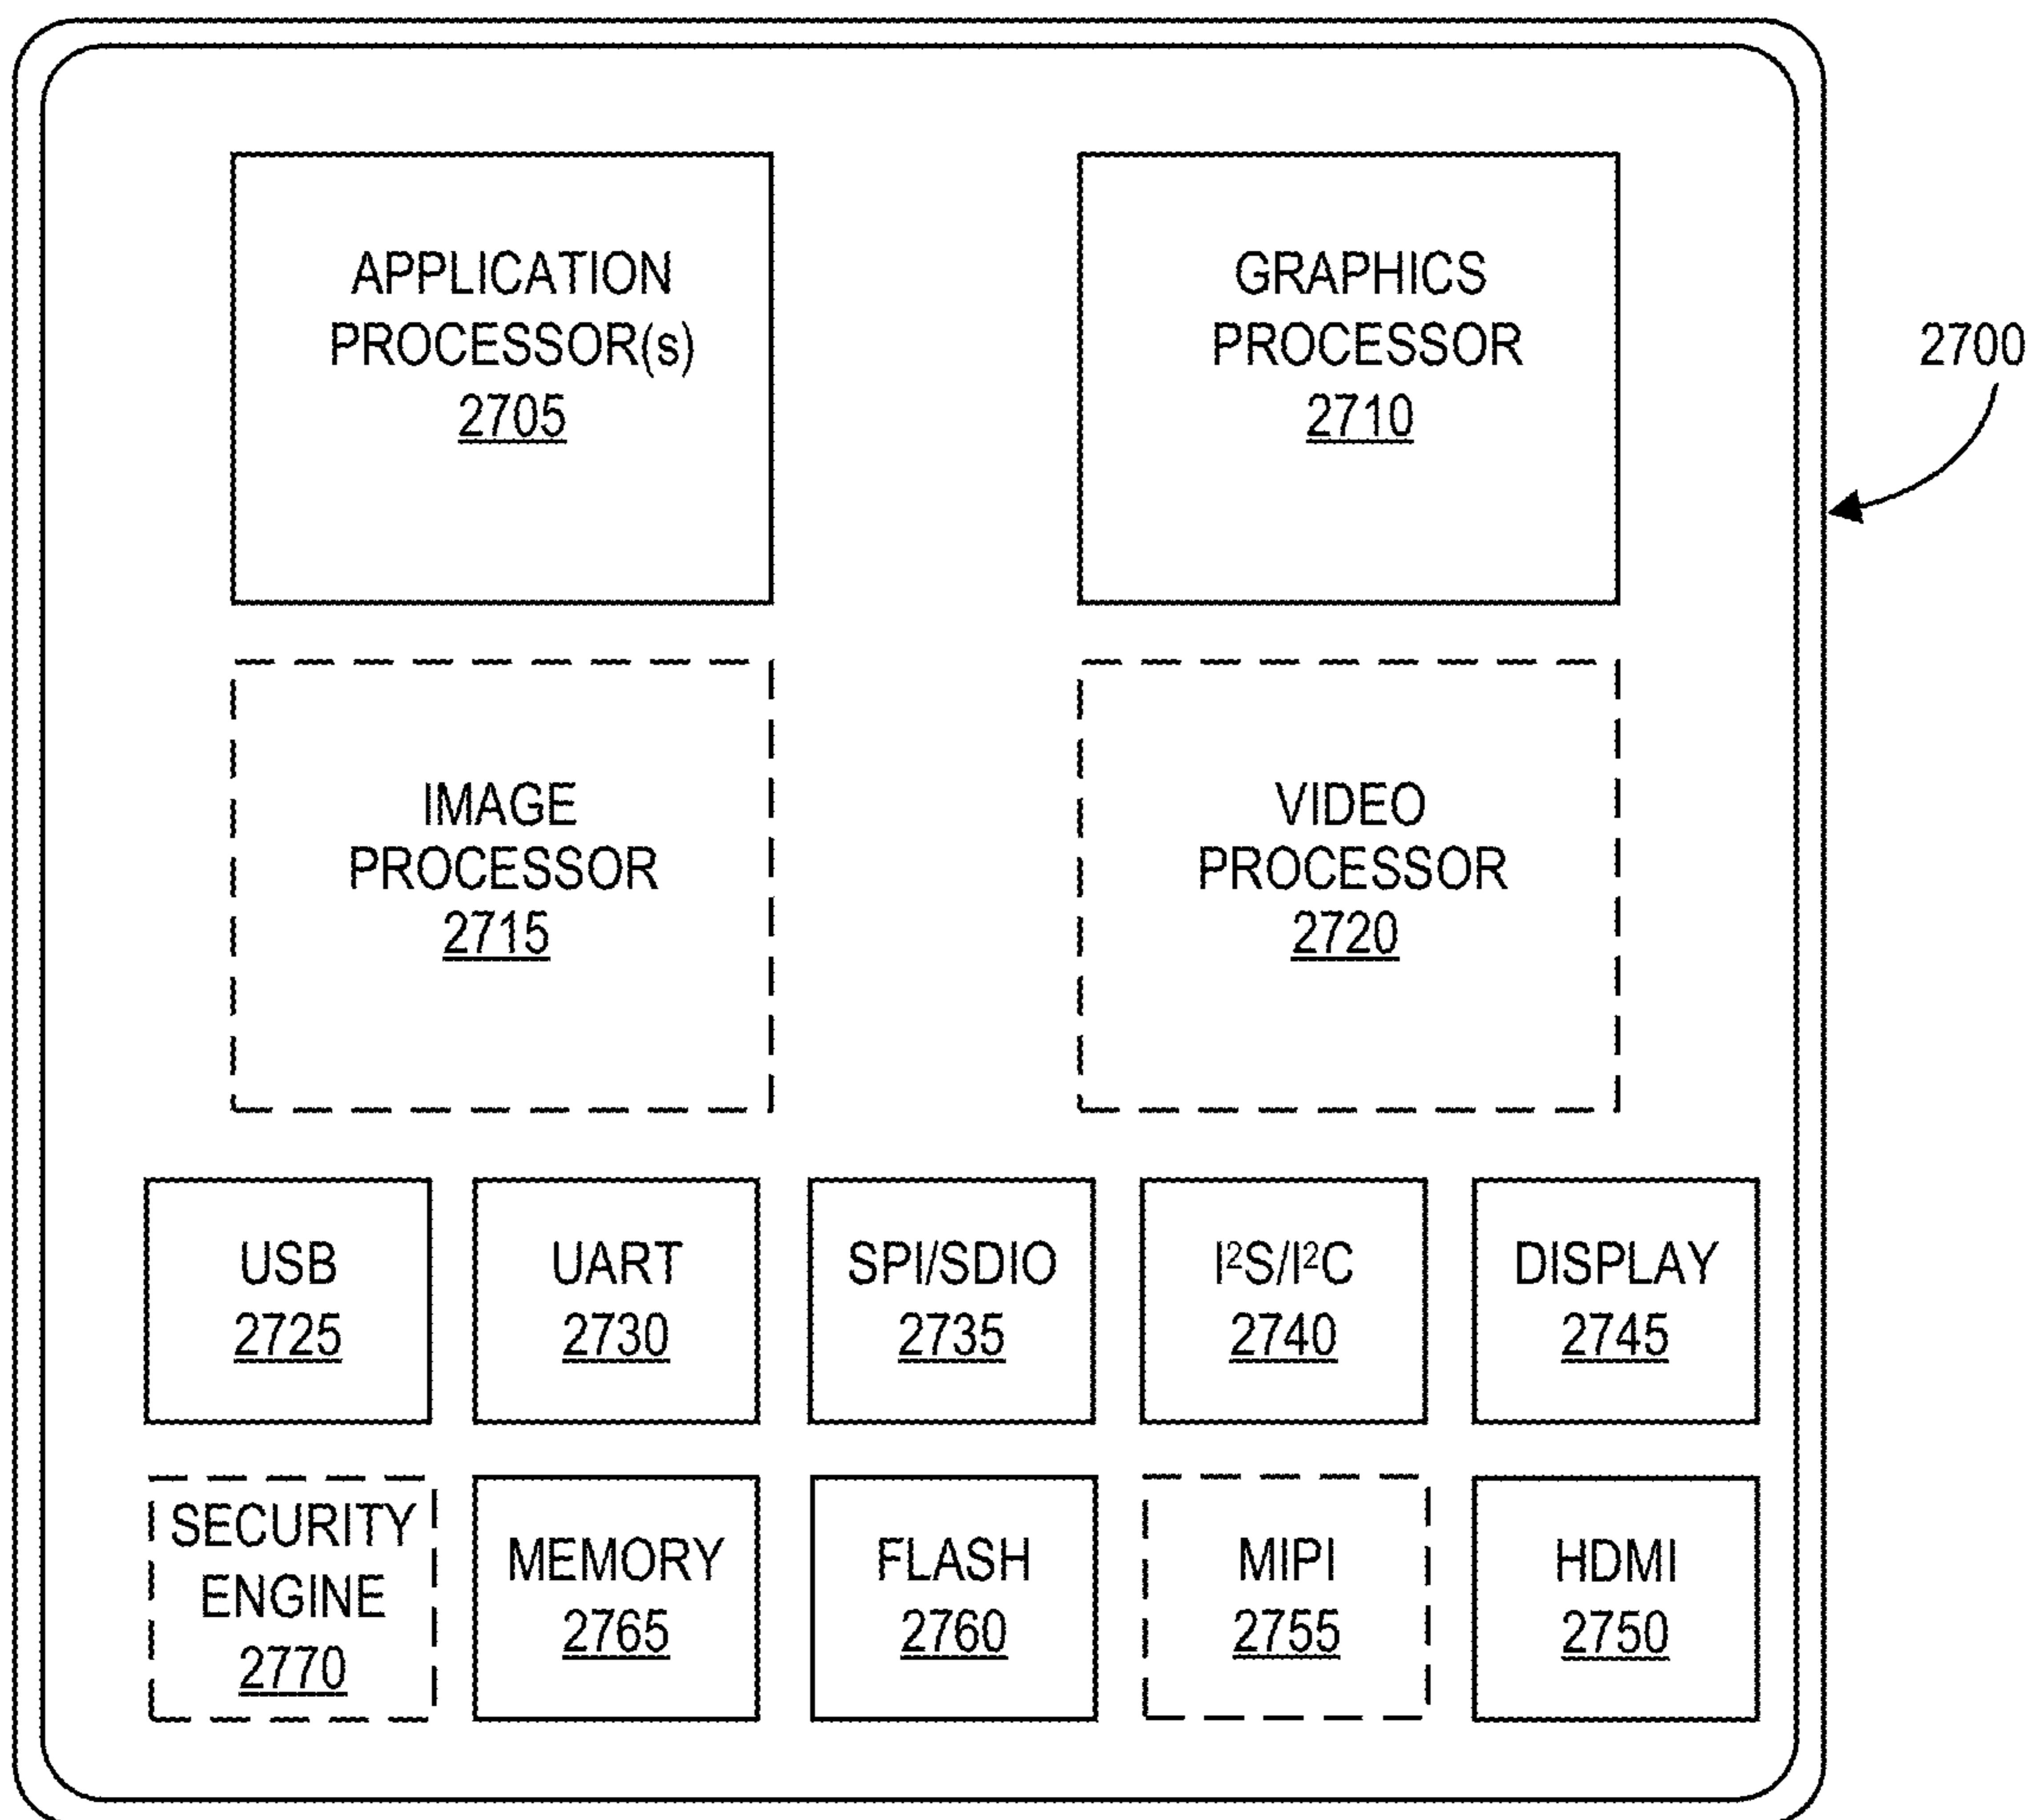 APPLICATION
PROCESSOR(s)
2705
GRAPHICS
PROCESSOR
2710
2700
IMAGE
PROCESSOR
2715
VIDEO
PROCESSOR
2720
USB
2725
UART
2730
SPI/SDIO
2735
I²S/I²C
2740
DISPLAY
2745
SECURITY
ENGINE
2770
MEMORY
2765
FLASH
2760
MIPI
2755
HDMI
2750